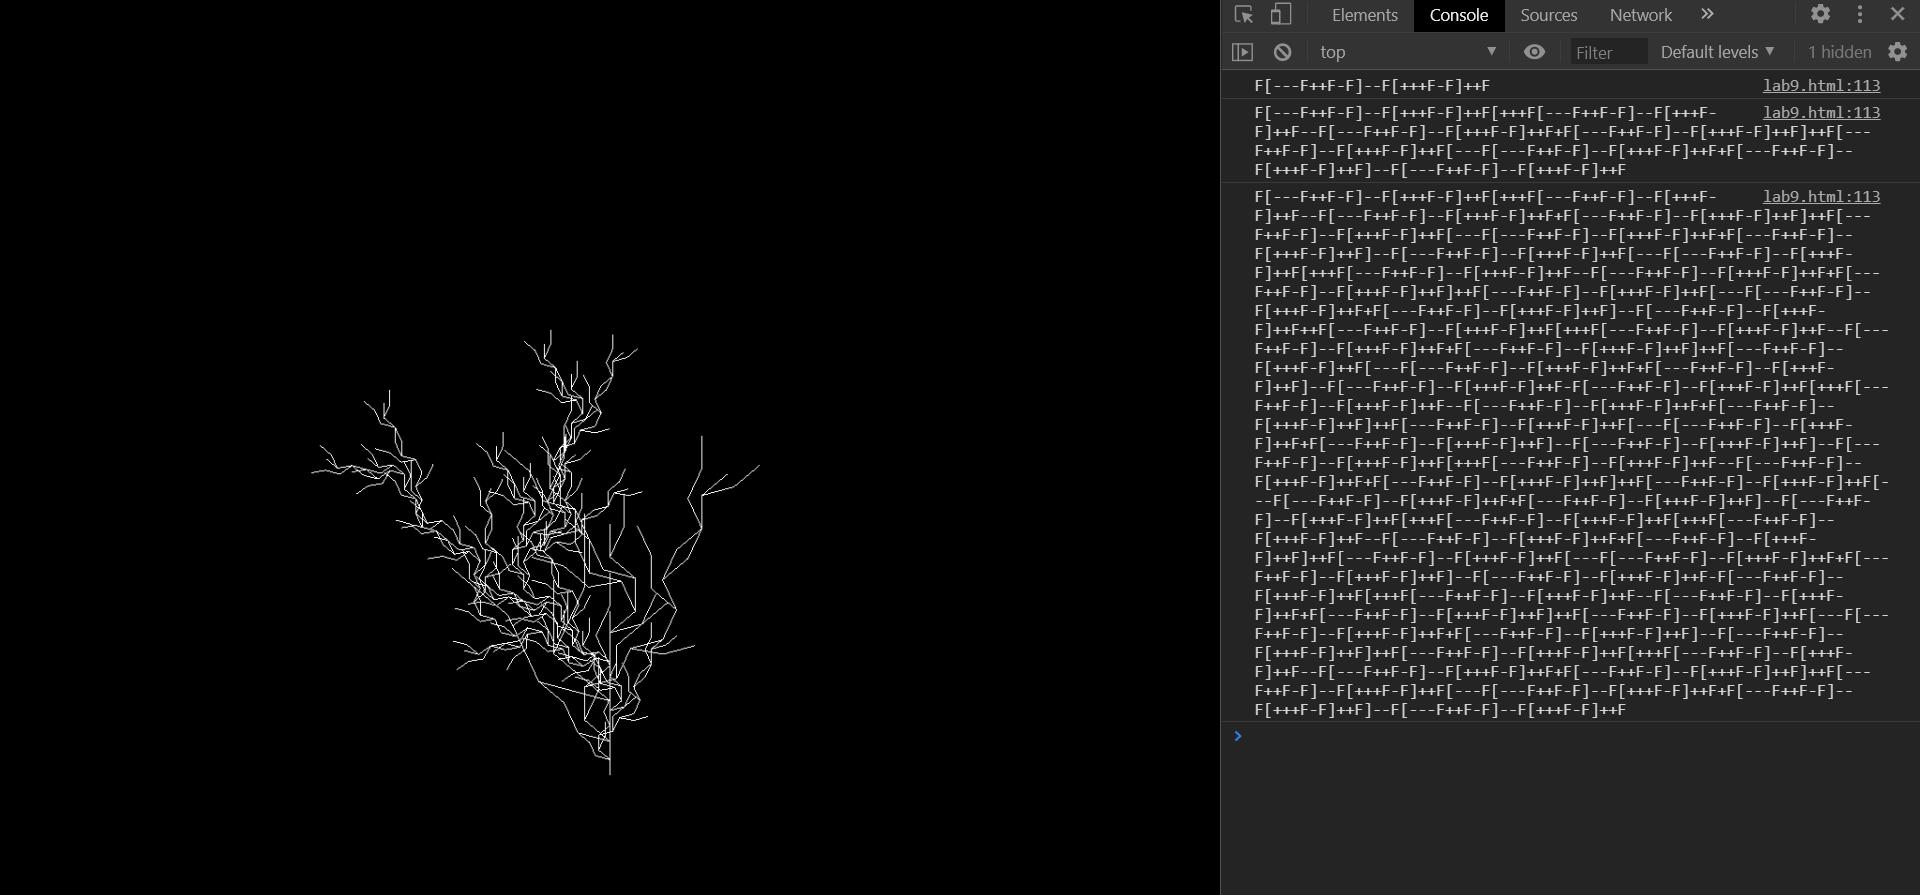 Elements Console Sources Network »
top Filter Default levels 1 hidden
F[---F++F-F]--F[+++F-F]++F lab9.html:113
F[---F++F-F]--F[+++F-F]++F[+++F[---F++F-F]--F[+++F- lab9.html:113
F]++F--F[---F++F-F]--F[+++F-F]++F+F[---F++F-F]--F[+++F-F]++F]++F[---
F++F-F]--F[+++F-F]++F[---F[---F++F-F]--F[+++F-F]++F+F[---F++F-F]--
F[+++F-F]++F]--F[---F++F-F]--F[+++F-F]++F
F[---F++F-F]--F[+++F-F]++F[+++F[---F++F-F]--F[+++F- lab9.html:113
F]++F--F[---F++F-F]--F[+++F-F]++F+F[---F++F-F]--F[+++F-F]++F]++F[---
F++F-F]--F[+++F-F]++F[---F[---F++F-F]--F[+++F-F]++F+F[---F++F-F]--
F[+++F-F]++F]--F[---F++F-F]--F[+++F-F]++F[---F[---F++F-F]--F[+++F-
F]++F[+++F[---F++F-F]--F[+++F-F]++F--F[---F++F-F]--F[+++F-F]++F+F[---
F++F-F]--F[+++F-F]++F]++F[---F++F-F]--F[+++F-F]++F[---F[---F++F-F]--
F[+++F-F]++F+F[---F++F-F]--F[+++F-F]++F]--F[---F++F-F]--F[+++F-
F]++F++F[---F++F-F]--F[+++F-F]++F[+++F[---F++F-F]--F[+++F-F]++F--F[---
F++F-F]--F[+++F-F]++F+F[---F++F-F]--F[+++F-F]++F]++F[---F++F-F]--
F[+++F-F]++F[---F[---F++F-F]--F[+++F-F]++F+F[---F++F-F]--F[+++F-
F]++F]--F[---F++F-F]--F[+++F-F]++F-F[---F++F-F]--F[+++F-F]++F[+++F[---
F++F-F]--F[+++F-F]++F--F[---F++F-F]--F[+++F-F]++F+F[---F++F-F]--
F[+++F-F]++F]++F[---F++F-F]--F[+++F-F]++F[---F[---F++F-F]--F[+++F-
F]++F+F[---F++F-F]--F[+++F-F]++F]--F[---F++F-F]--F[+++F-F]++F]--F[---
F++F-F]--F[+++F-F]++F[+++F[---F++F-F]--F[+++F-F]++F--F[---F++F-F]--
F[+++F-F]++F+F[---F++F-F]--F[+++F-F]++F]++F[---F++F-F]--F[+++F-F]++F[-
--F[---F++F-F]--F[+++F-F]++F+F[---F++F-F]--F[+++F-F]++F]--F[---F++F-
F]--F[+++F-F]++F[+++F[---F++F-F]--F[+++F-F]++F[+++F[---F++F-F]--
F[+++F-F]++F--F[---F++F-F]--F[+++F-F]++F+F[---F++F-F]--F[+++F-
F]++F]++F[---F++F-F]--F[+++F-F]++F[---F[---F++F-F]--F[+++F-F]++F+F[---
F++F-F]--F[+++F-F]++F]--F[---F++F-F]--F[+++F-F]++F-F[---F++F-F]--
F[+++F-F]++F[+++F[---F++F-F]--F[+++F-F]++F--F[---F++F-F]--F[+++F-
F]++F+F[---F++F-F]--F[+++F-F]++F]++F[---F++F-F]--F[+++F-F]++F[---F[---
F++F-F]--F[+++F-F]++F+F[---F++F-F]--F[+++F-F]++F]--F[---F++F-F]--
F[+++F-F]++F]++F[---F++F-F]--F[+++F-F]++F[+++F[---F++F-F]--F[+++F-
F]++F--F[---F++F-F]--F[+++F-F]++F+F[---F++F-F]--F[+++F-F]++F]++F[---
F++F-F]--F[+++F-F]++F[---F[---F++F-F]--F[+++F-F]++F+F[---F++F-F]--
F[+++F-F]++F]--F[---F++F-F]--F[+++F-F]++F